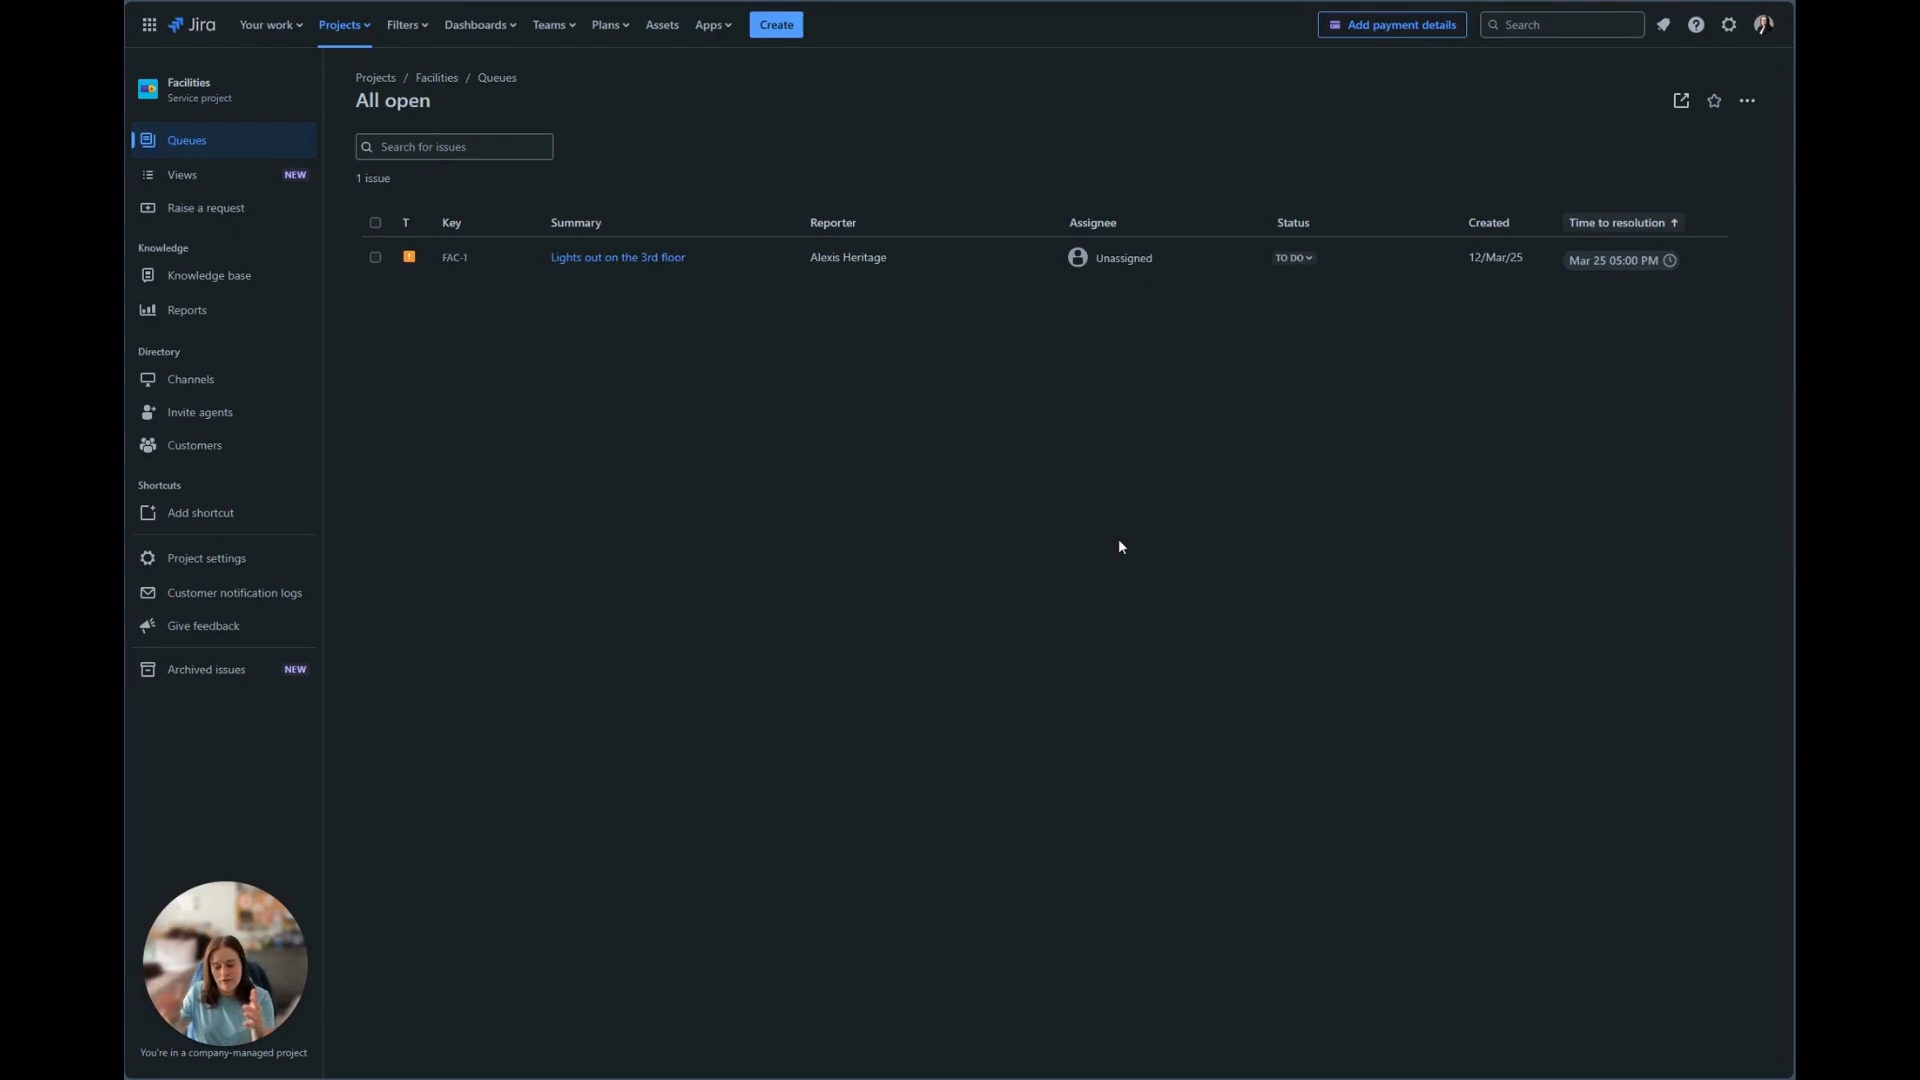 Jira
Your work
Projects
Filters
Dashboards
Teams
Plans
Assets
Apps
Create
Add payment details
Search
Facilities
Service project
Queues
Views NEW
Raise a request
Knowledge
Knowledge base
Reports
Directory
Channels
Invite agents
Customers
Shortcuts
Add shortcut
Project settings
Customer notification logs
Give feedback
Archived issues NEW
You're in a company-managed project
Projects / Facilities / Queues
All open
Search for issues
1 issue
T Key Summary Reporter Assignee Status Created Time to resolution ↑
FAC-1 Lights out on the 3rd floor Alexis Heritage Unassigned TO DO 12/Mar/25 Mar 25 05:00 PM